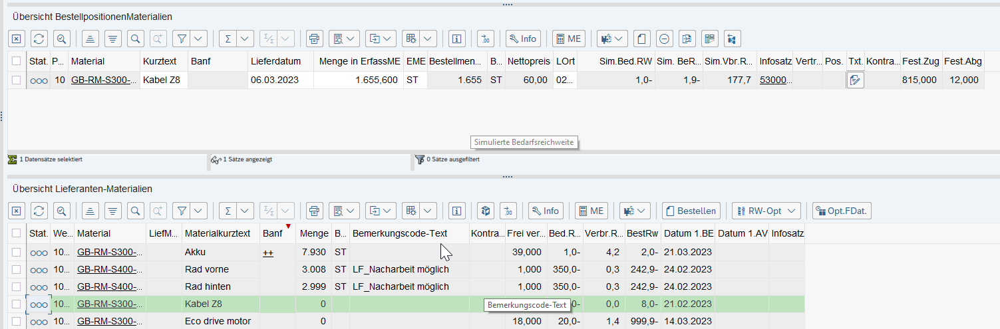 Übersicht BestellpositionenMaterialien
Info ME
Stat. P... Material Kurztext Banf Lieferdatum Menge in ErfassME EME Bestellmen... B... Nettopreis LOrt Sim.Bed.RW Sim. BeR... Sim.Vbr.R... Infosatz Vertr... Pos. Txt. Kontra... Fest.Zug Fest.Abg
10 GB-RM-S300-... Kabel Z8 06.03.2023 1.655,600 ST 1.655 ST 60,00 02... 1,0- 1,9- 177,7 53000... 815,000 12,000
Simulierte Bedarfsreichweite
1 Datensätze selektiert 1 Sätze angezeigt 0 Sätze ausgefiltert
Übersicht Lieferanten-Materialien
Info ME Bestellen RW-Opt Opt.FDat.
Stat. We... Material LiefM... Materialkurztext Banf Menge B... Bemerkungscode-Text Kontra... Frei ver... Bed.R... Verbr.R... BestRw Datum 1.BE Datum 1.AV Infosatz
10... GB-RM-S300-... Akku ++ 7.930 ST 39,000 1,0- 4,2 2,0- 21.03.2023
10... GB-RM-S400-... Rad vorne 3.008 ST LF_Nacharbeit möglich 1,000 350,0- 0,3 242,9- 24.02.2023
10... GB-RM-S400-... Rad hinten 2.999 ST LF_Nacharbeit möglich 1,000 350,0- 0,3 242,9- 24.02.2023
10... GB-RM-S300-... Kabel Z8 0 0- 0,0 8,0- 21.02.2023
Bemerkungscode-Text
10... GB-RM-S300-... Eco drive motor 0 18,000 20,0- 1,4 999,9- 14.03.2023